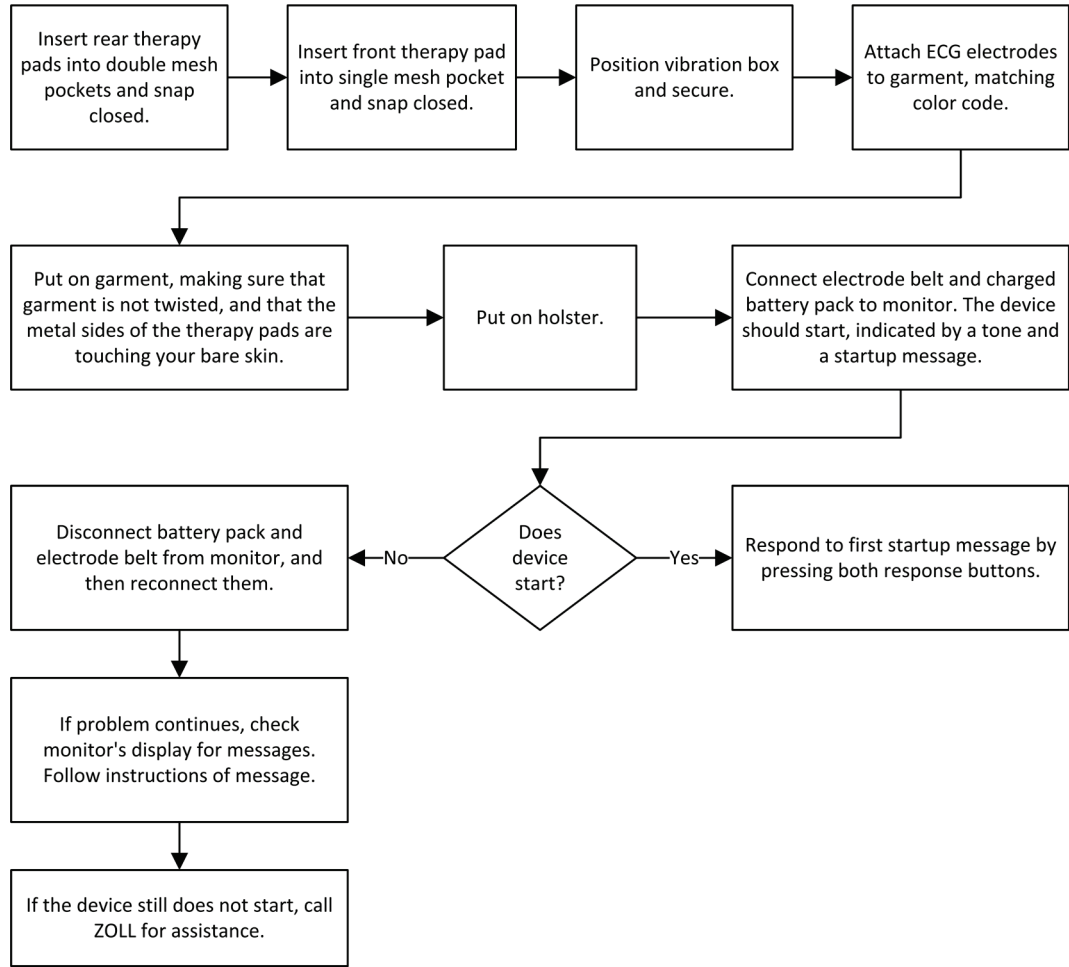 Insert rear therapy
pads into double mesh
pockets and snap
closed.
Insert front therapy pad
into single mesh pocket
and snap closed.
Position vibration box
and secure.
Attach ECG electrodes
to garment, matching
color code.
Put on garment, making sure that
garment is not twisted, and that the
metal sides of the therapy pads are
touching your bare skin.
Put on holster.
Connect electrode belt and charged
battery pack to monitor. The device
should start, indicated by a tone and
a startup message.
Does
device
start?
No
Yes
Disconnect battery pack and
electrode belt from monitor, and
then reconnect them.
Respond to first startup message by
pressing both response buttons.
If problem continues, check
monitor's display for messages.
Follow instructions of message.
If the device still does not start, call
ZOLL for assistance.